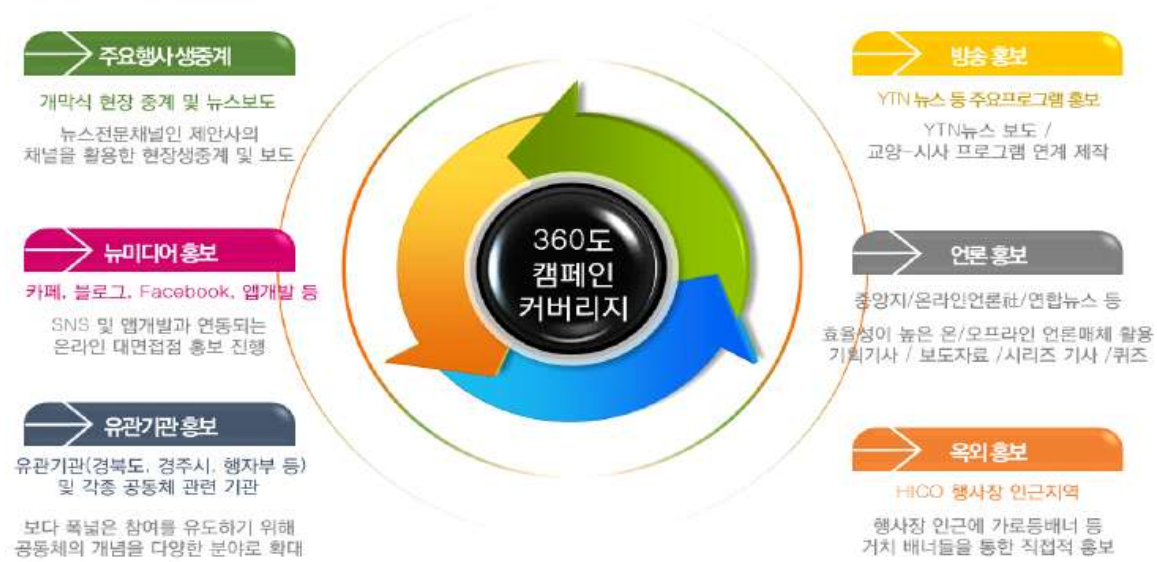 주요행사 생중계
개막식 현장 중계 및 뉴스보도
뉴스전문채널인 제안사의
채널을 활용한 현장생중계 및 보도
뉴미디어 홍보
카페, 블로그, Facebook, 앱개발 등
SNS 및 앱개발과 연동되는
온라인 대면접점 홍보 진행
유관기관 홍보
유관기관(경북도, 경주시, 행자부 등)
및 각종 공동체 관련 기관
보다 폭넓은 참여를 유도하기 위해
공동체의 개념을 다양한 분야로 확대
360도
캠페인
커버리지
방송 홍보
YTN 뉴스 등 주요프로그램 홍보
YTN뉴스 보도 /
교양-시사 프로그램 연계 제작
언론 홍보
중앙지/온라인언론社/연합뉴스 등
효율성이 높은 온/오프라인 언론매체 활용
기획기사 / 보도자료 /시리즈 기사 /퀴즈
옥외 홍보
HICO 행사장 인근지역
행사장 인근에 가로등배너 등
거치 배너들을 통한 직접적 홍보